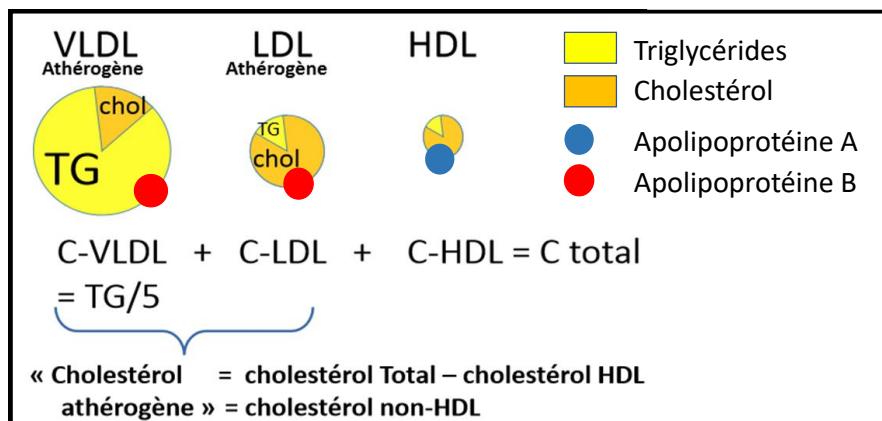 VLDL
Athérogène
LDL
Athérogène
HDL
chol
TG
TG
chol
Triglycérides
Cholestérol
Apolipoprotéine A
Apolipoprotéine B
C-VLDL + C-LDL + C-HDL = C total
= TG/5
« Cholestérol = cholestérol Total – cholestérol HDL
athérogène » = cholestérol non-HDL